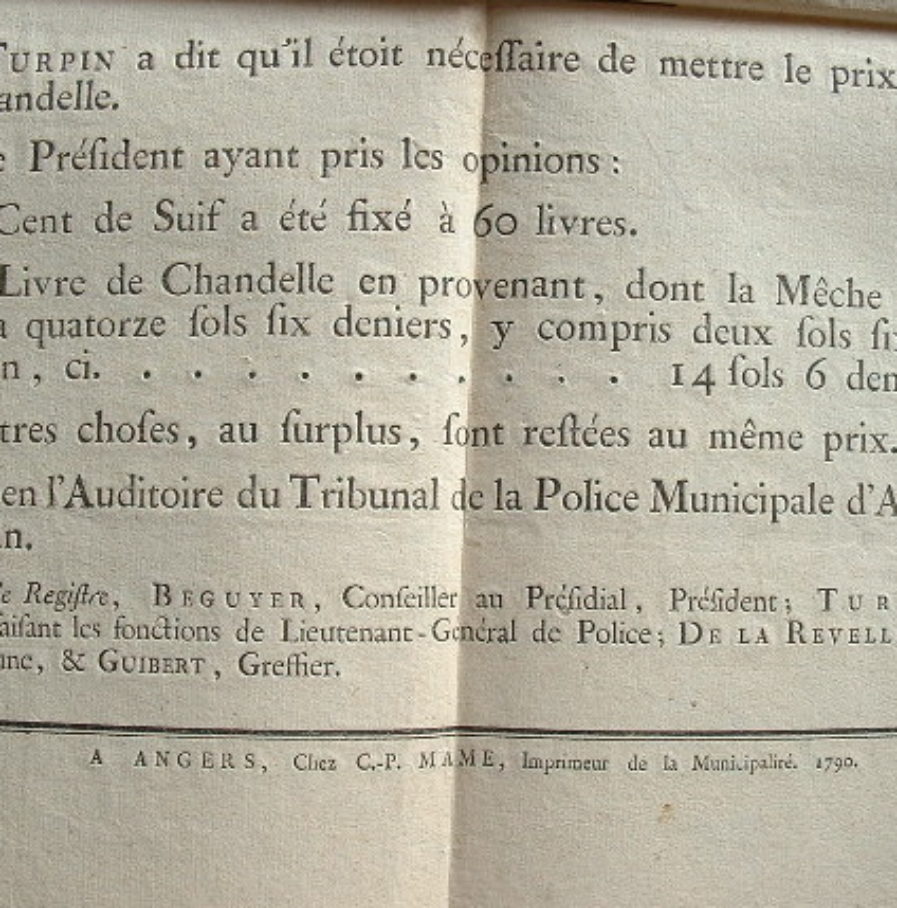 TURPIN a dit qu'il étoit néceſſaire de mettre le prix
andelle.
e Préſident ayant pris les opinions :
Cent de Suif a été fixé à 60 livres.
Livre de Chandelle en provenant, dont la Mêche
a quatorze ſols ſix deniers, y compris deux ſols ſix
n, ci. . . . . . . . . . . 14 ſols 6 den
tres choſes, au ſurplus, ſont reſtées au même prix.
en l'Auditoire du Tribunal de la Police Municipale d'A
n.
le Regiſtre, BEGUYER, Conſeiller au Préſidial, Préſident; TUR
faiſant les fonctions de Lieutenant-Général de Police; DE LA REVELL
une, & GUIBERT, Greffier.
A ANGERS, Chez C.-P. MAME, Imprimeur de la Municipalité. 1790.